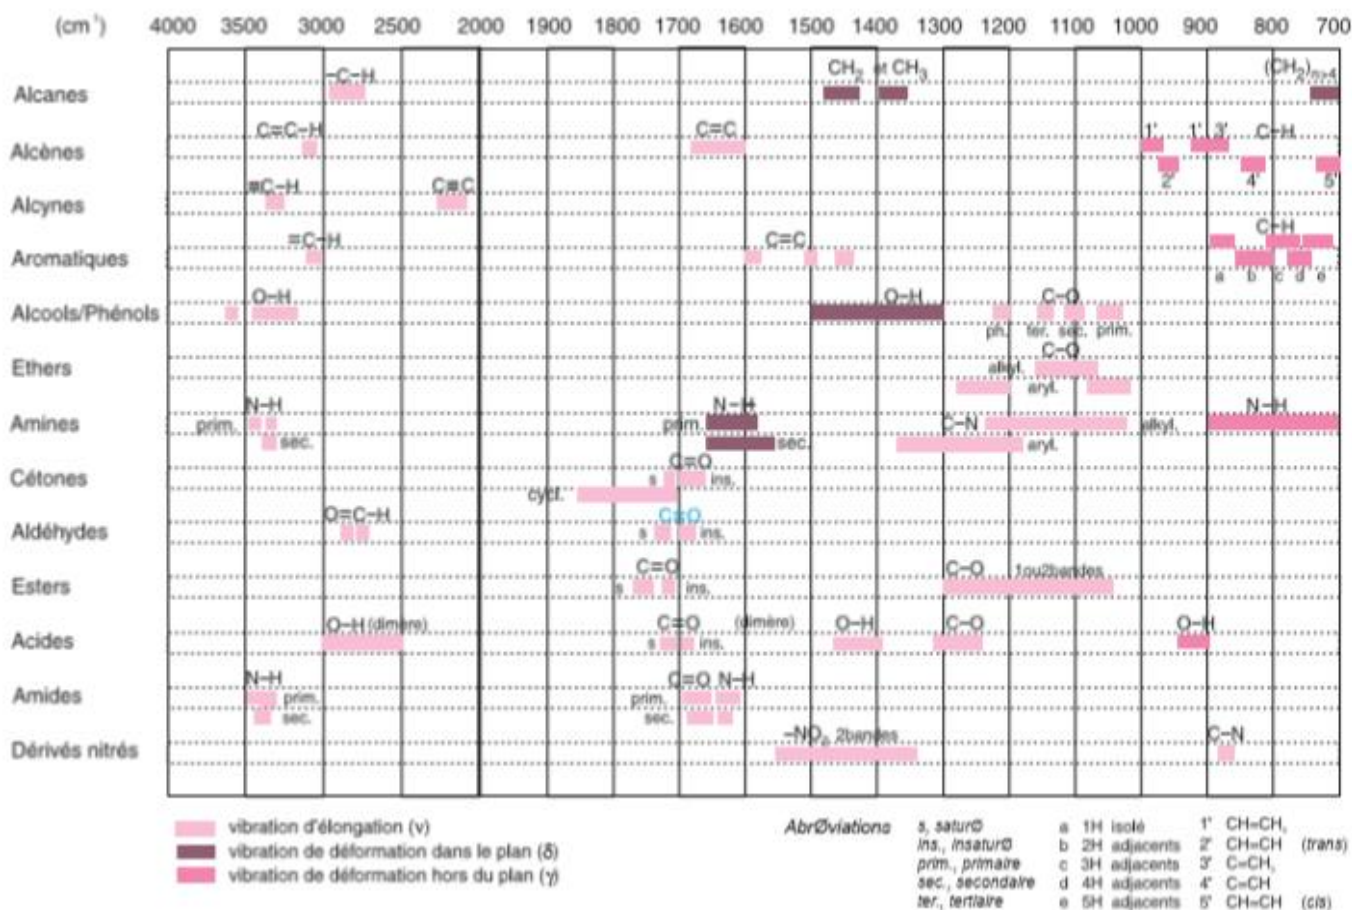 (cm⁻¹) 4000 3500 3000 2500 2000 1900 1800 1700 1600 1500 1400 1300 1200 1100 1000 900 800 700
−C−H CH₂ et CH₃ (CH₂)n>4
Alcanes
C=C−H C=C 1' 1' 3' C−H
Alcènes
2' 4' 5'
≡C−H C≡C
Alcynes
=C−H C=C C−H
Aromatiques
a b c d e
O−H O−H C−O
Alcools/Phénols
ph. ter. sec. prim.
C−O
Ethers alkyl.
aryl.
N−H N−H C−N N−H
Amines prim. prim. alkyl.
sec. sec. aryl.
C=O
Cétones s ins.
cycl.
O=C−H C=O
Aldéhydes s ins.
C=O C−O 1ou2bandes
Esters s ins.
O−H (dimère) C=O (dimère) O−H C−O O−H
Acides s ins.
N−H C=O N−H
Amides prim. prim.
sec. sec.
−NO₂ 2bandes C−N
Dérivés nitrés
vibration d'élongation (ν)
vibration de déformation dans le plan (δ)
vibration de déformation hors du plan (γ)
AbrØviations s, saturØ a 1H isolé 1' CH=CH₂
ins., insaturØ b 2H adjacents 2' CH=CH (trans)
prim., primaire c 3H adjacents 3' C=CH₂
sec., secondaire d 4H adjacents 4' C=CH
ter., tertiaire e 5H adjacents 5' CH=CH (cis)